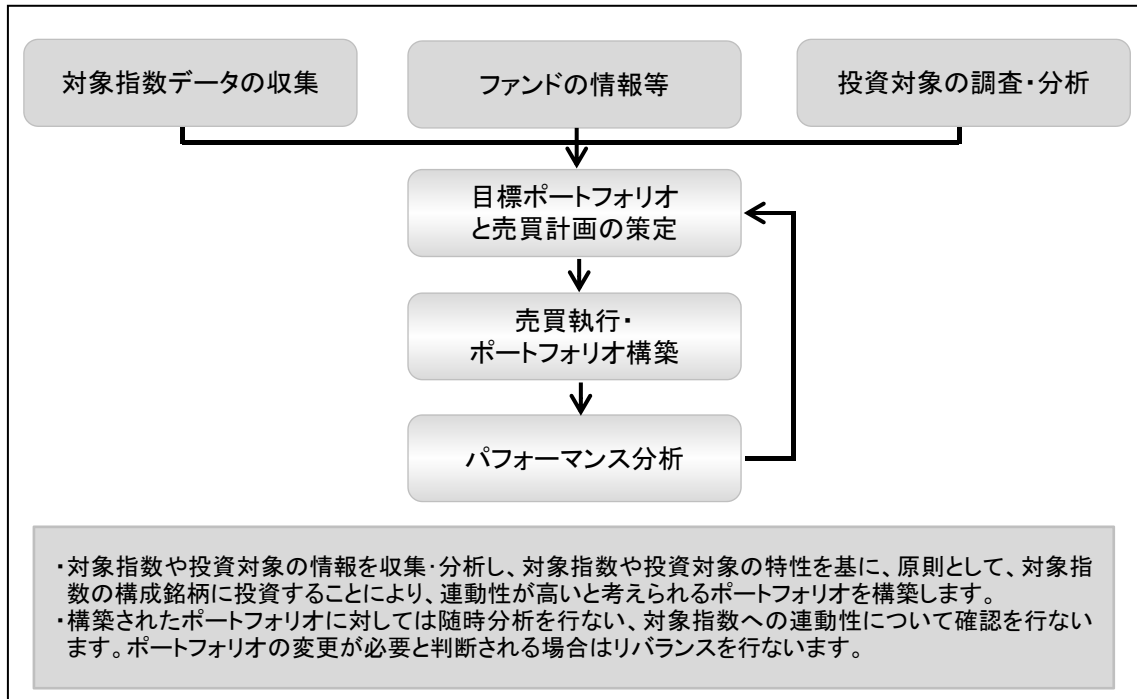 対象指数データの収集
ファンドの情報等
投資対象の調査・分析
目標ポートフォリオ
と売買計画の策定
売買執行・
ポートフォリオ構築
パフォーマンス分析
・対象指数や投資対象の情報を収集・分析し、対象指数や投資対象の特性を基に、原則として、対象指
数の構成銘柄に投資することにより、連動性が高いと考えられるポートフォリオを構築します。
・構築されたポートフォリオに対しては随時分析を行ない、対象指数への連動性について確認を行ない
ます。ポートフォリオの変更が必要と判断される場合はリバランスを行ないます。